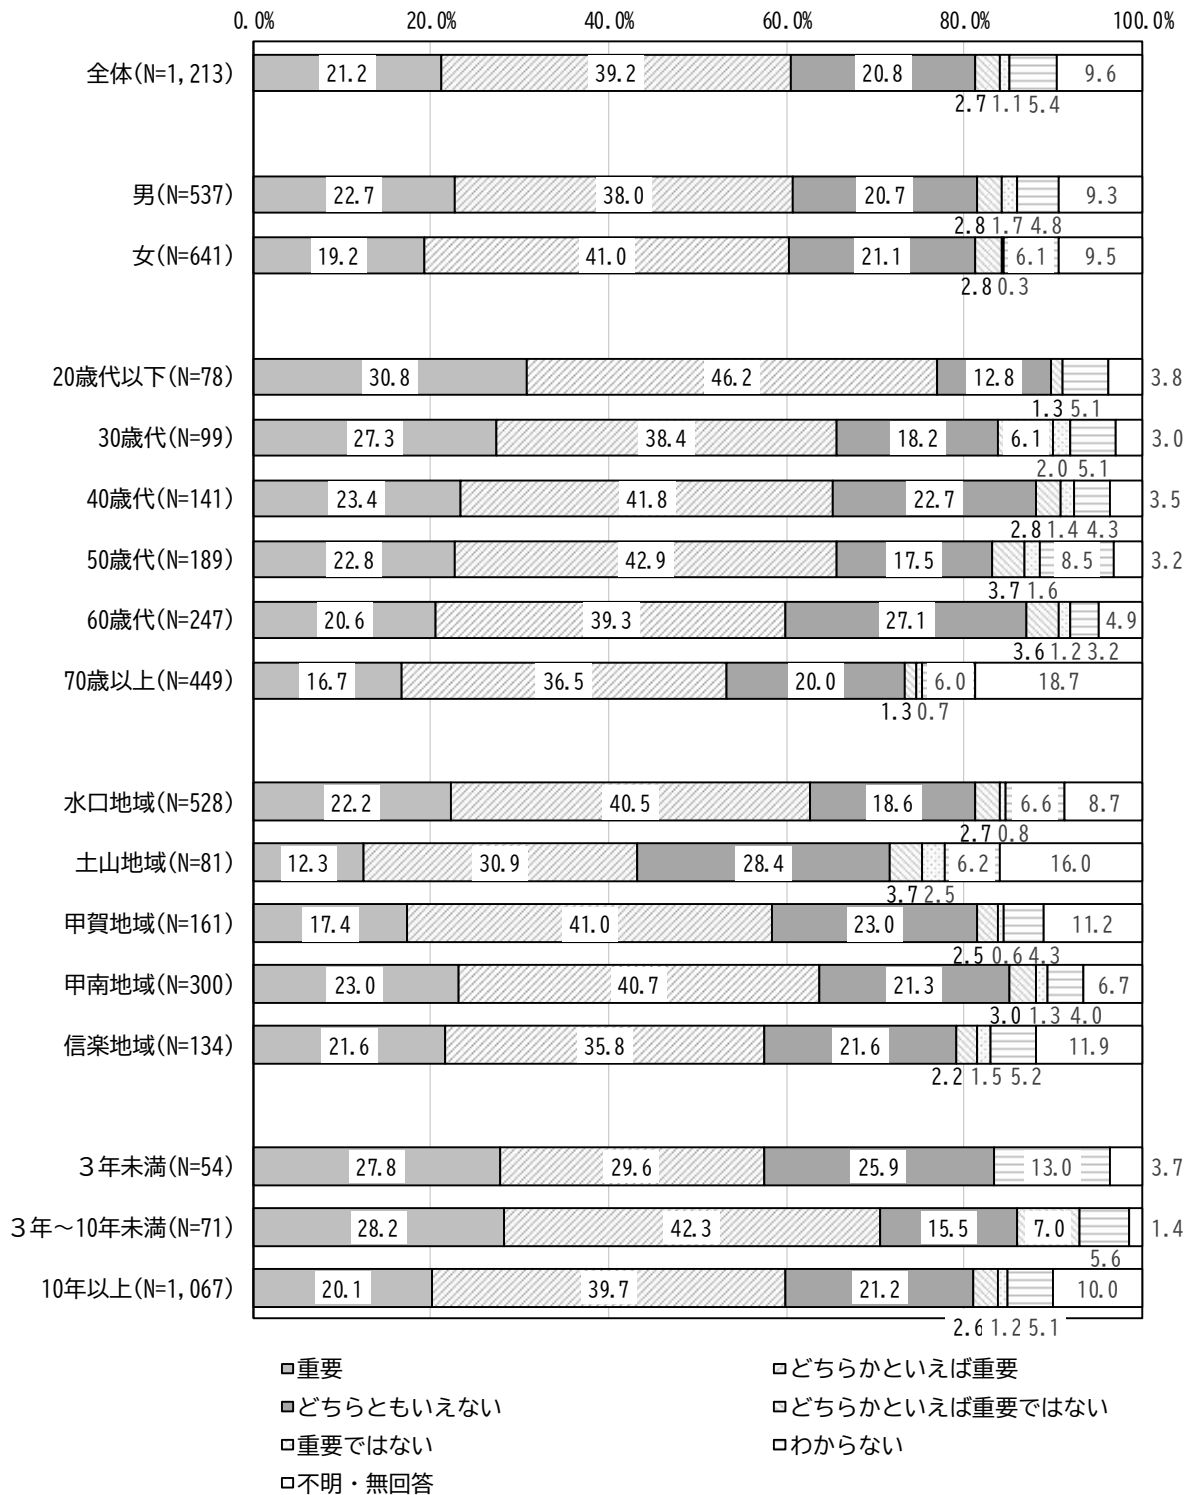 0.0% 20.0% 40.0% 60.0% 80.0% 100.0%
全体(N=1,213) 21.2 39.2 20.8 9.6
2.7 1.1 5.4
男(N=537) 22.7 38.0 20.7 9.3
2.8 1.7 4.8
女(N=641) 19.2 41.0 21.1 6.1 9.5
2.8 0.3
20歳代以下(N=78) 30.8 46.2 12.8 3.8
1.3 5.1
30歳代(N=99) 27.3 38.4 18.2 6.1 3.0
2.0 5.1
40歳代(N=141) 23.4 41.8 22.7 3.5
2.8 1.4 4.3
50歳代(N=189) 22.8 42.9 17.5 8.5 3.2
3.7 1.6
60歳代(N=247) 20.6 39.3 27.1 4.9
3.6 1.2 3.2
70歳以上(N=449) 16.7 36.5 20.0 6.0 18.7
1.3 0.7
水口地域(N=528) 22.2 40.5 18.6 6.6 8.7
2.7 0.8
土山地域(N=81) 12.3 30.9 28.4 6.2 16.0
3.7 2.5
甲賀地域(N=161) 17.4 41.0 23.0 11.2
2.5 0.6 4.3
甲南地域(N=300) 23.0 40.7 21.3 6.7
3.0 1.3 4.0
信楽地域(N=134) 21.6 35.8 21.6 11.9
2.2 1.5 5.2
３年未満(N=54) 27.8 29.6 25.9 13.0 3.7
３年～10年未満(N=71) 28.2 42.3 15.5 7.0 1.4
5.6
10年以上(N=1,067) 20.1 39.7 21.2 10.0
2.6 1.2 5.1
重要 どちらかといえば重要
どちらともいえない どちらかといえば重要ではない
重要ではない わからない
不明・無回答